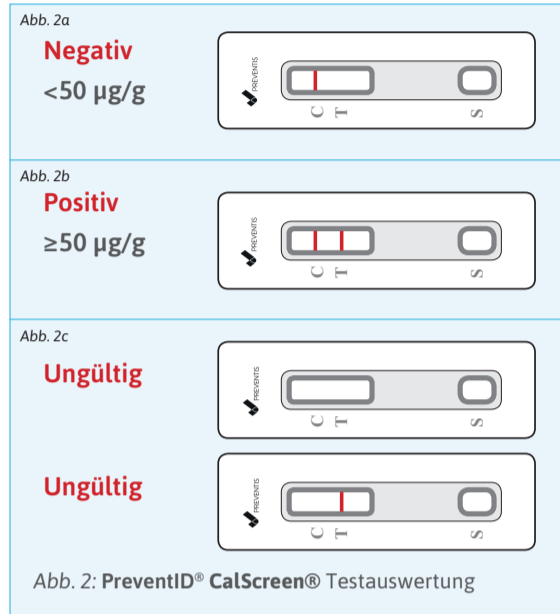 Abb. 2a
Negativ
<50 µg/g
PREVENTIS
C T S
Abb. 2b
Positiv
≥50 µg/g
PREVENTIS
C T S
Abb. 2c
Ungültig
PREVENTIS
C T S
Ungültig
PREVENTIS
C T S
Abb. 2: PreventID® CalScreen® Testauswertung